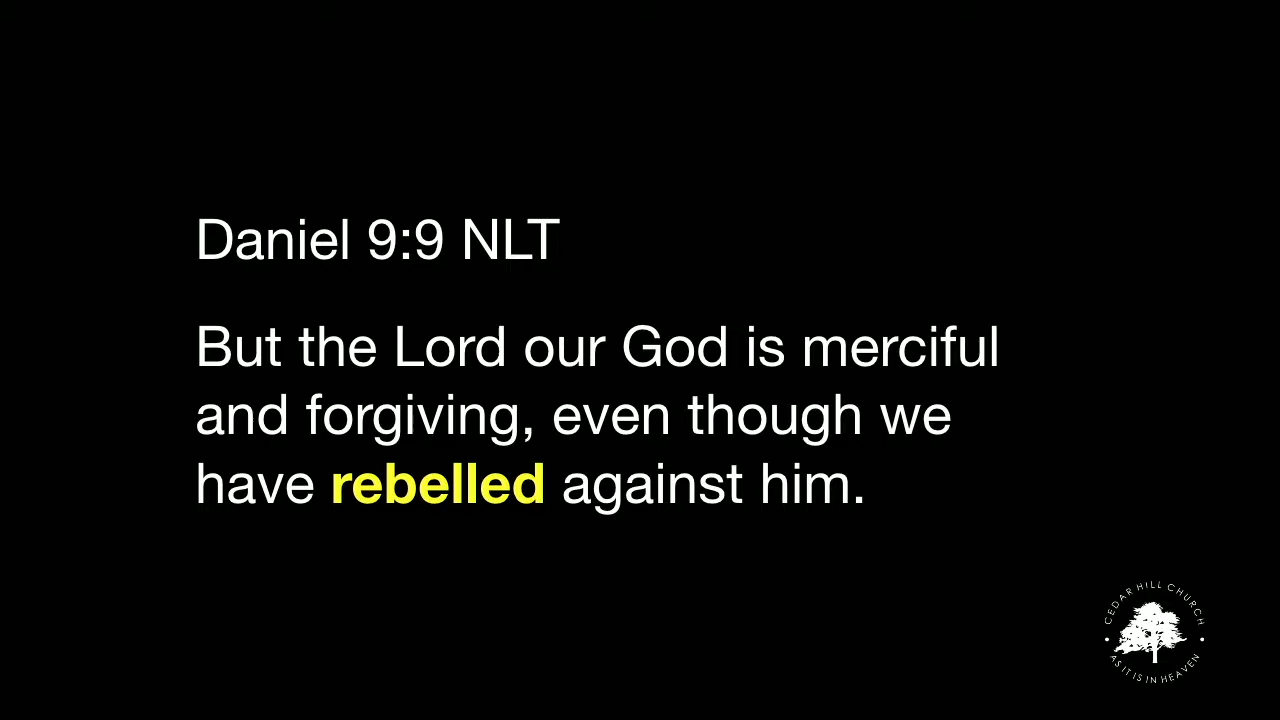 Daniel 9:9 NLT
But the Lord our God is merciful
and forgiving, even though we
have rebelled against him.
CEDAR HILL CHURCH
AS IT IS IN HEAVEN